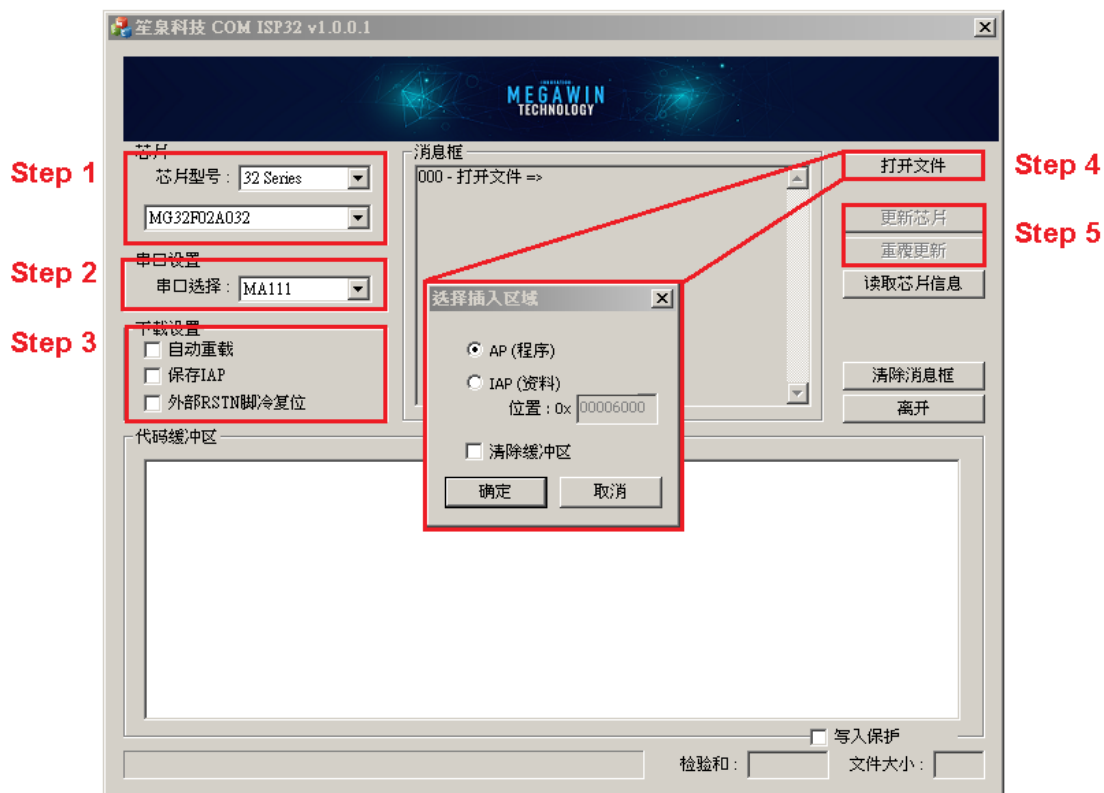 笙泉科技 COM ISP32 v1.0.0.1
INNOVATION
MEGAWIN
TECHNOLOGY
Step 1
芯片
芯片型号 : 32 Series
MG32F02A032
Step 2
串口设置
串口选择 : MA111
Step 3
下载设置
自动重载
保存IAP
外部RSTN脚冷复位
消息框
000 - 打开文件 =>
选择插入区域
AP (程序)
IAP (资料)
位置 : 0x 00006000
清除缓冲区
确定
取消
打开文件
Step 4
更新芯片
重覆更新
Step 5
读取芯片信息
清除消息框
离开
代码缓冲区
写入保护
检验和 :
文件大小 :